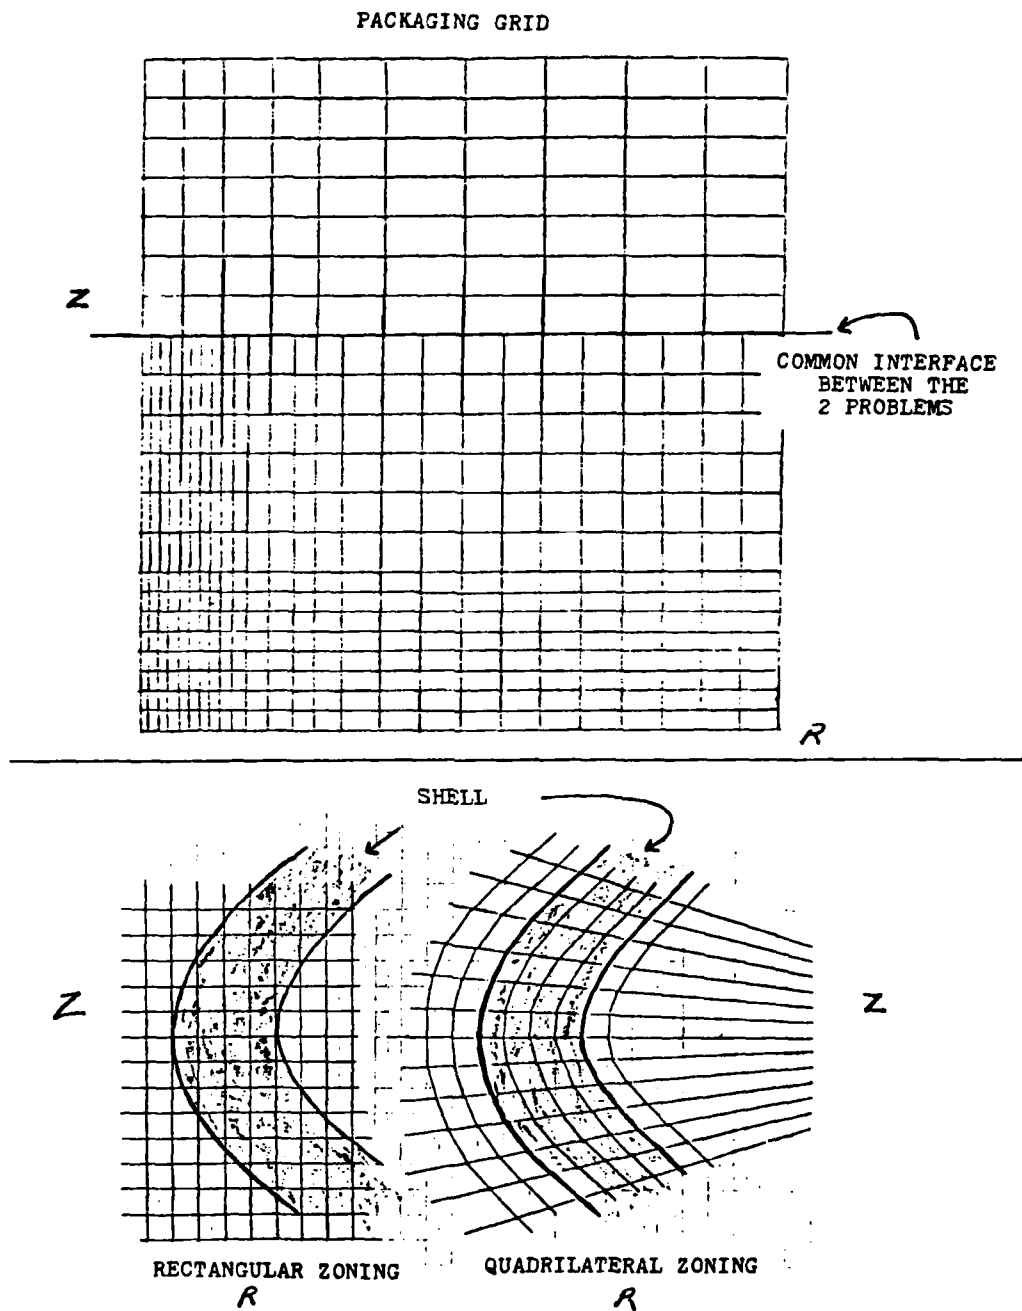 PACKAGING GRID
Z
COMMON INTERFACE
BETWEEN THE
2 PROBLEMS
R
SHELL
Z
Z
RECTANGULAR ZONING
R
QUADRILATERAL ZONING
R